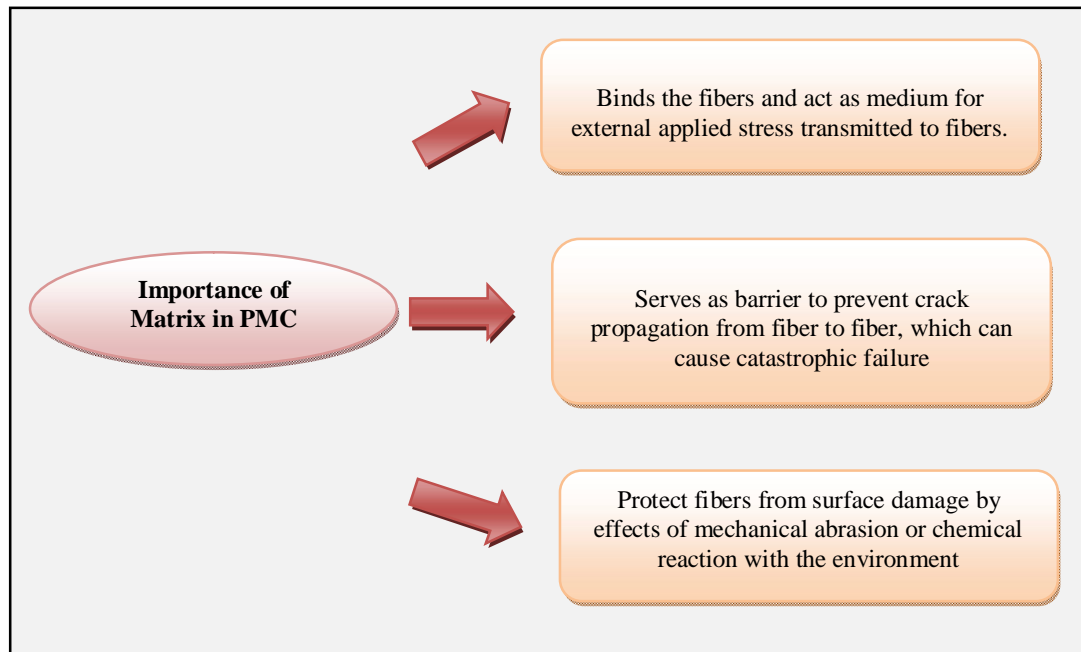 Importance of
Matrix in PMC
Binds the fibers and act as medium for
external applied stress transmitted to fibers.
Serves as barrier to prevent crack
propagation from fiber to fiber, which can
cause catastrophic failure
Protect fibers from surface damage by
effects of mechanical abrasion or chemical
reaction with the environment